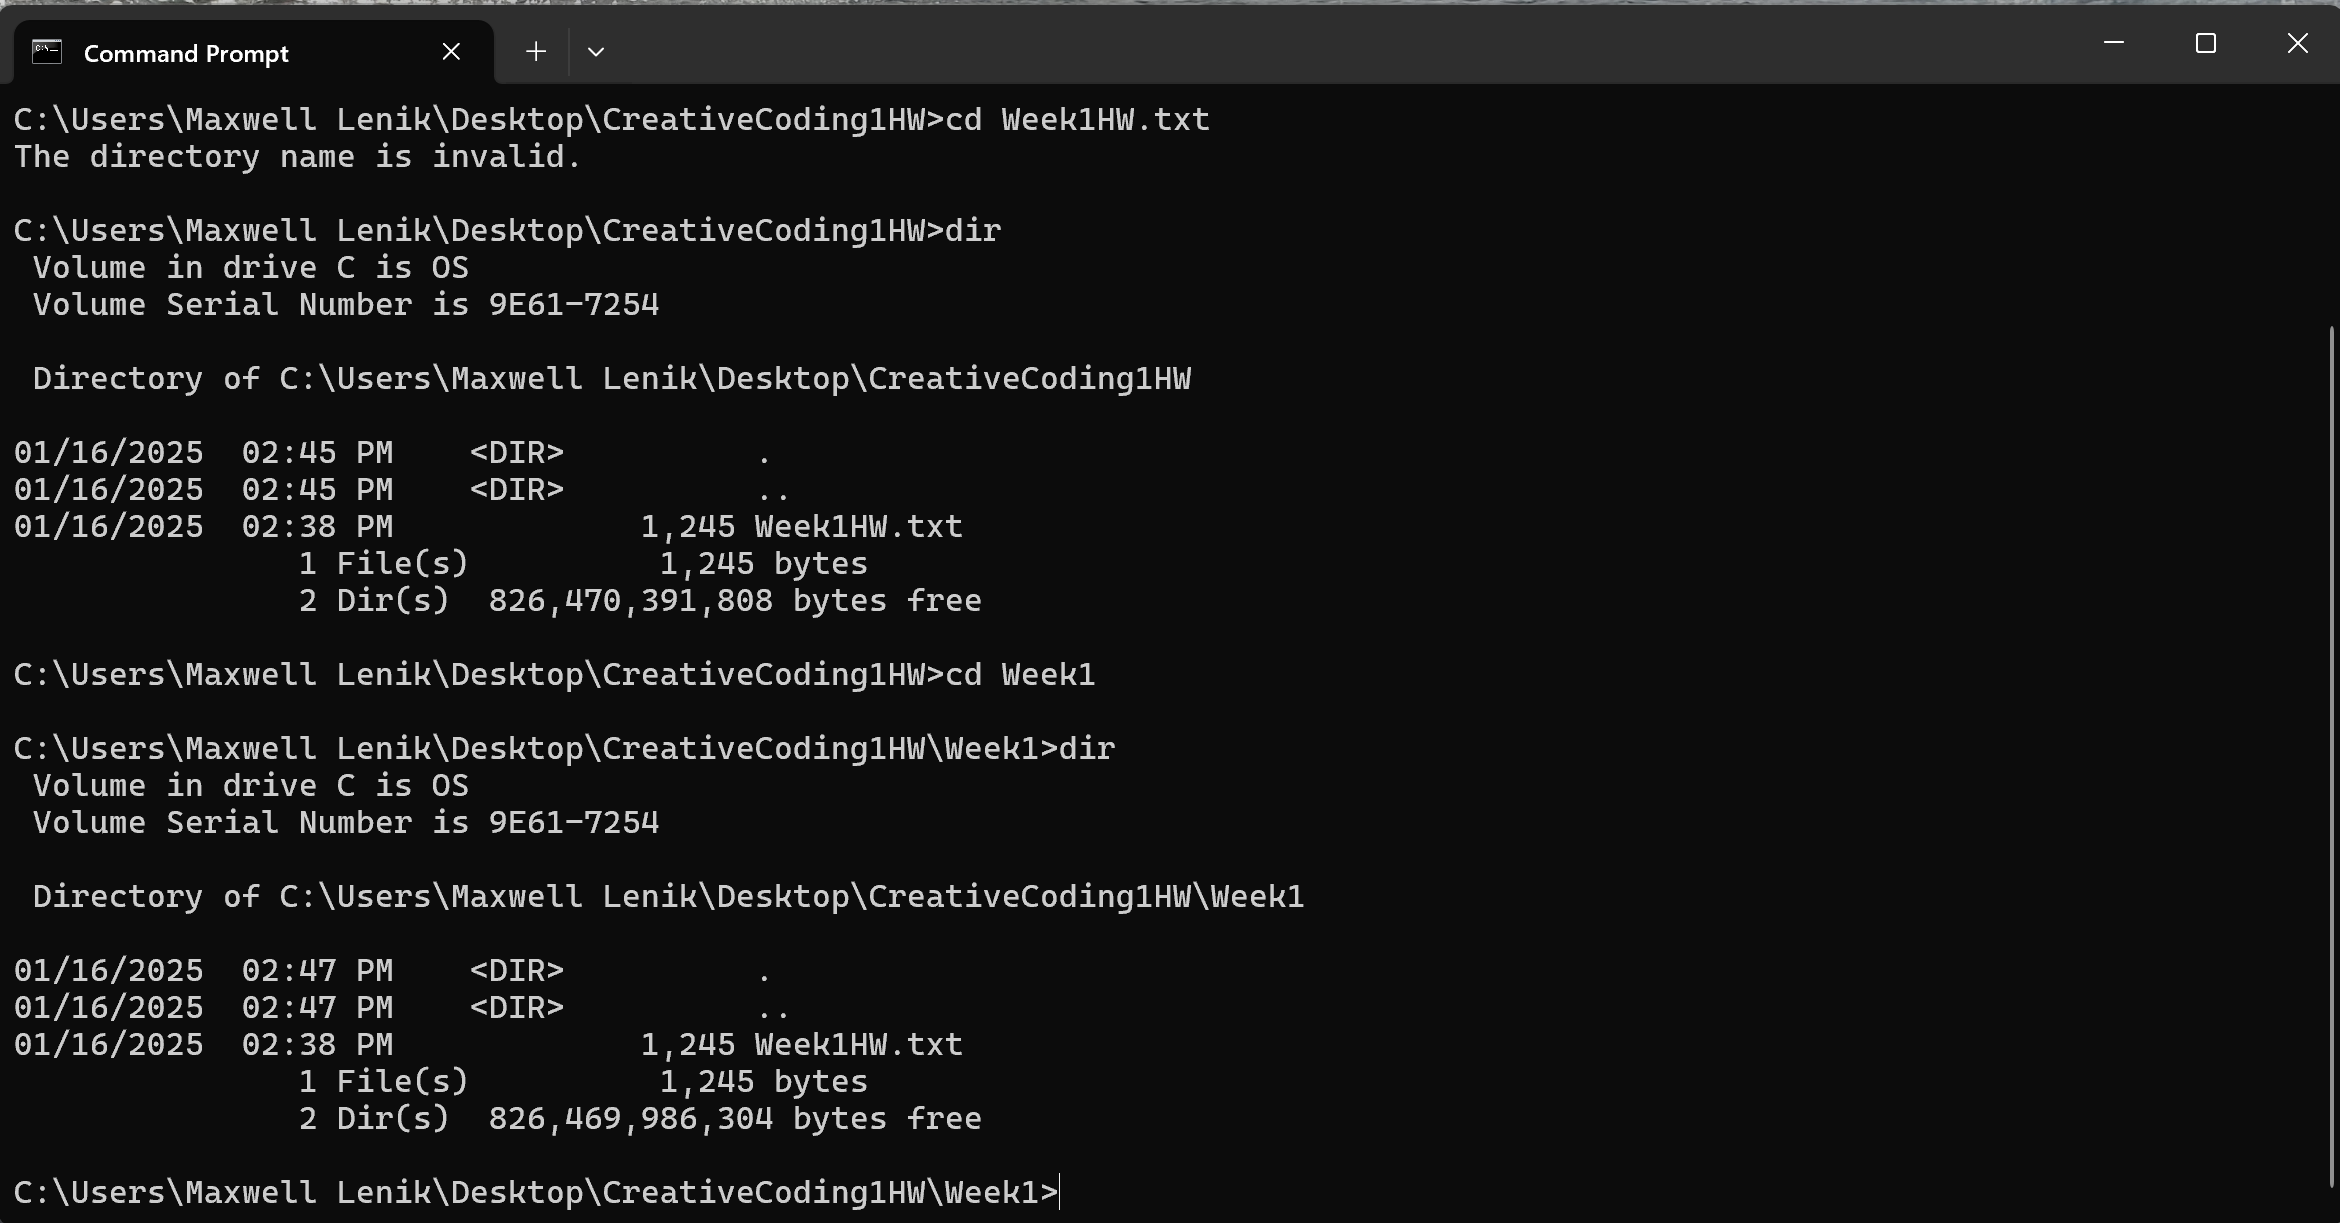 Command Prompt
C:\Users\Maxwell Lenik\Desktop\CreativeCoding1HW>cd Week1HW.txt
The directory name is invalid.
C:\Users\Maxwell Lenik\Desktop\CreativeCoding1HW>dir
 Volume in drive C is OS
 Volume Serial Number is 9E61-7254
 Directory of C:\Users\Maxwell Lenik\Desktop\CreativeCoding1HW
01/16/2025  02:45 PM    <DIR>          .
01/16/2025  02:45 PM    <DIR>          ..
01/16/2025  02:38 PM             1,245 Week1HW.txt
               1 File(s)          1,245 bytes
               2 Dir(s)  826,470,391,808 bytes free
C:\Users\Maxwell Lenik\Desktop\CreativeCoding1HW>cd Week1
C:\Users\Maxwell Lenik\Desktop\CreativeCoding1HW\Week1>dir
 Volume in drive C is OS
 Volume Serial Number is 9E61-7254
 Directory of C:\Users\Maxwell Lenik\Desktop\CreativeCoding1HW\Week1
01/16/2025  02:47 PM    <DIR>          .
01/16/2025  02:47 PM    <DIR>          ..
01/16/2025  02:38 PM             1,245 Week1HW.txt
               1 File(s)          1,245 bytes
               2 Dir(s)  826,469,986,304 bytes free
C:\Users\Maxwell Lenik\Desktop\CreativeCoding1HW\Week1>